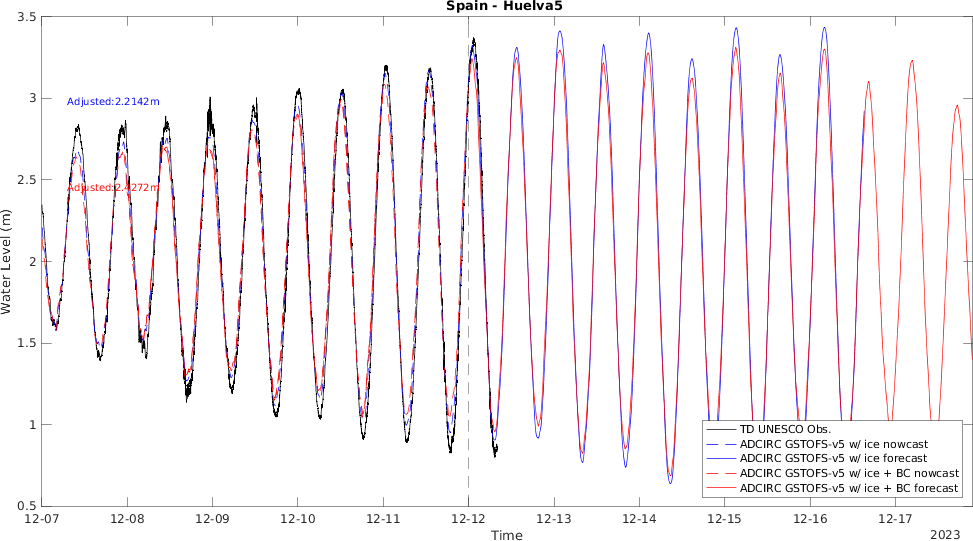 Spain - Huelva5
3.5
3
2.5
2
1.5
1
0.5
Water Level (m)
Adjusted:2.2142m
Adjusted:2.4272m
TD UNESCO Obs.
ADCIRC GSTOFS-v5 w/ ice nowcast
ADCIRC GSTOFS-v5 w/ ice forecast
ADCIRC GSTOFS-v5 w/ ice + BC nowcast
ADCIRC GSTOFS-v5 w/ ice + BC forecast
12-07 12-08 12-09 12-10 12-11 12-12 12-13 12-14 12-15 12-16 12-17
Time
2023